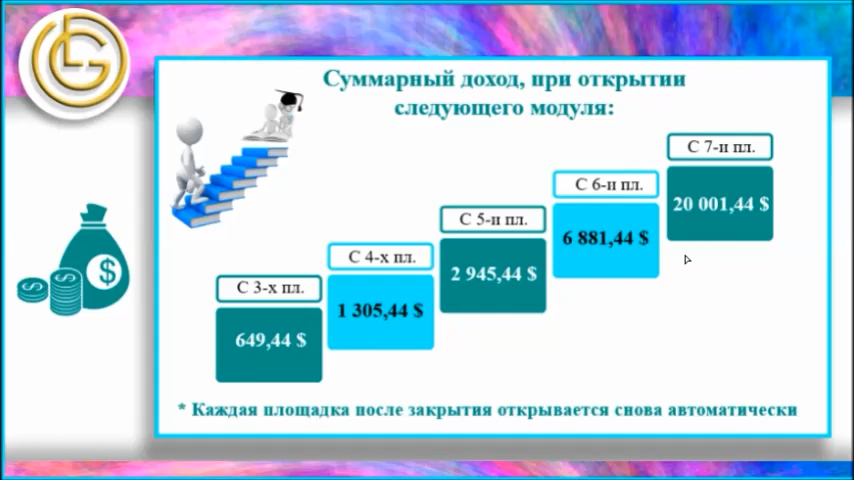 Суммарный доход, при открытии
следующего модуля:
С 7-и пл.
20 001,44 $
С 6-и пл.
6 881,44 $
С 5-и пл.
2 945,44 $
С 4-х пл.
1 305,44 $
С 3-х пл.
649,44 $
* Каждая площадка после закрытия открывается снова автоматически